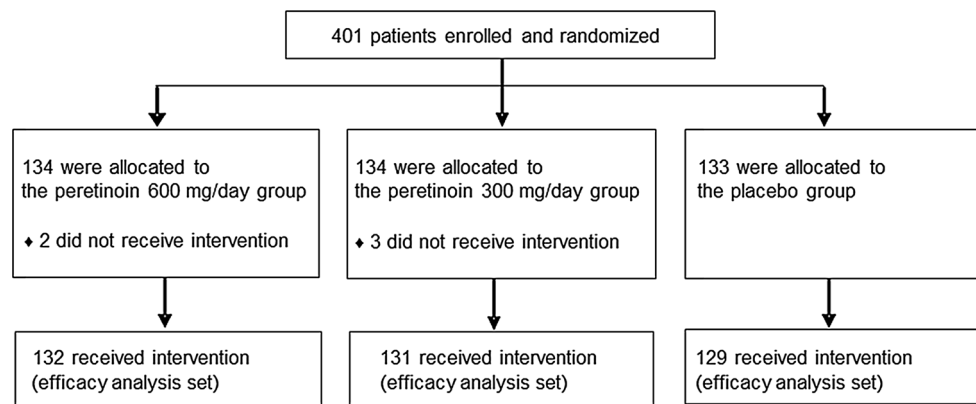 401 patients enrolled and randomized
134 were allocated to
the peretinoin 600 mg/day group
♦ 2 did not receive intervention
134 were allocated to
the peretinoin 300 mg/day group
♦ 3 did not receive intervention
133 were allocated to
the placebo group
132 received intervention
(efficacy analysis set)
131 received intervention
(efficacy analysis set)
129 received intervention
(efficacy analysis set)